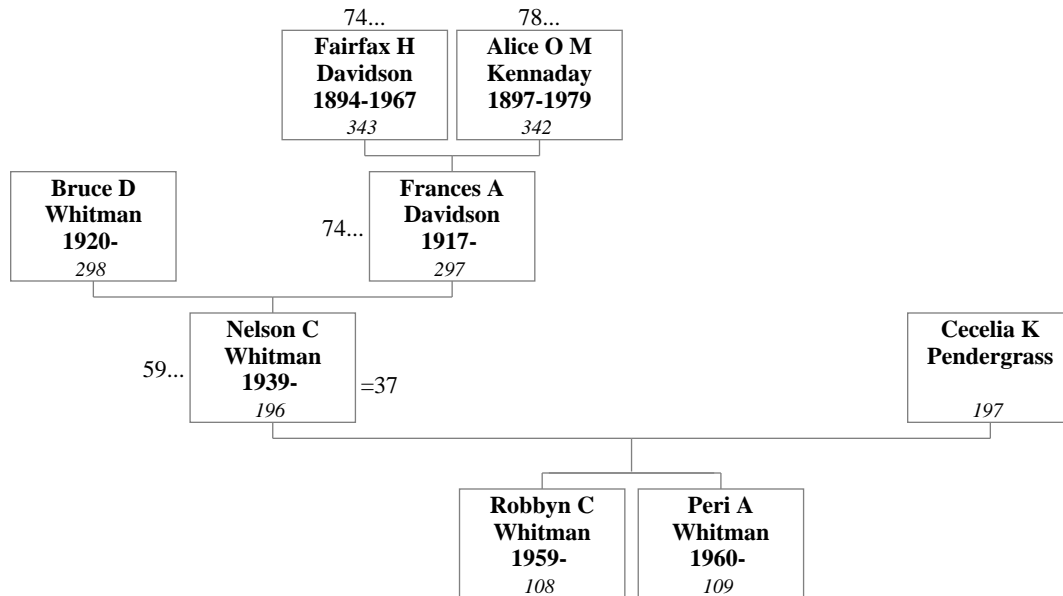 74...
Fairfax H
Davidson
1894-1967
343
78...
Alice O M
Kennaday
1897-1979
342
Bruce D
Whitman
1920-
298
74...
Frances A
Davidson
1917-
297
59...
Nelson C
Whitman
1939-
196
=37
Cecelia K
Pendergrass
197
Robbyn C
Whitman
1959-
108
Peri A
Whitman
1960-
109